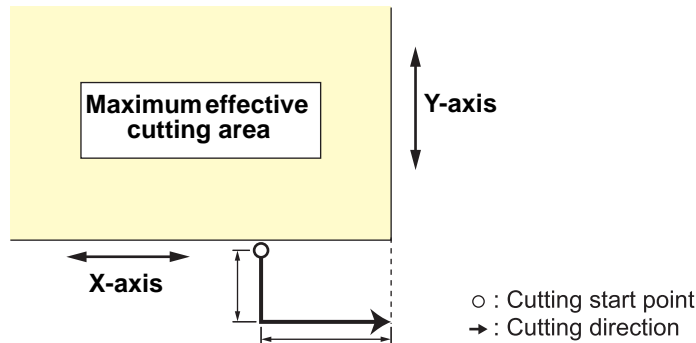 Maximum effective
cutting area
Y-axis
X-axis
○ : Cutting start point
→ : Cutting direction